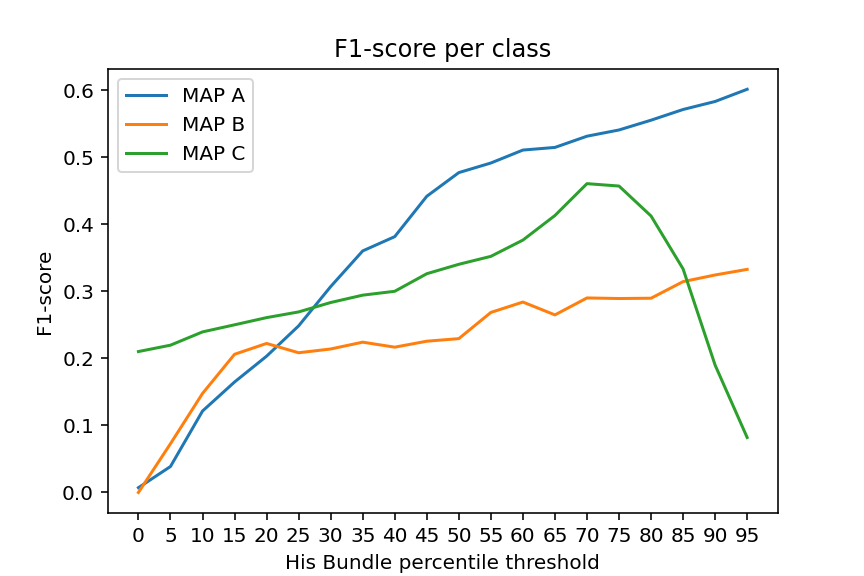 F1-score per class
MAP A
MAP B
MAP C
F1-score
0.6
0.5
0.4
0.3
0.2
0.1
0.0
0 5 10 15 20 25 30 35 40 45 50 55 60 65 70 75 80 85 90 95
His Bundle percentile threshold